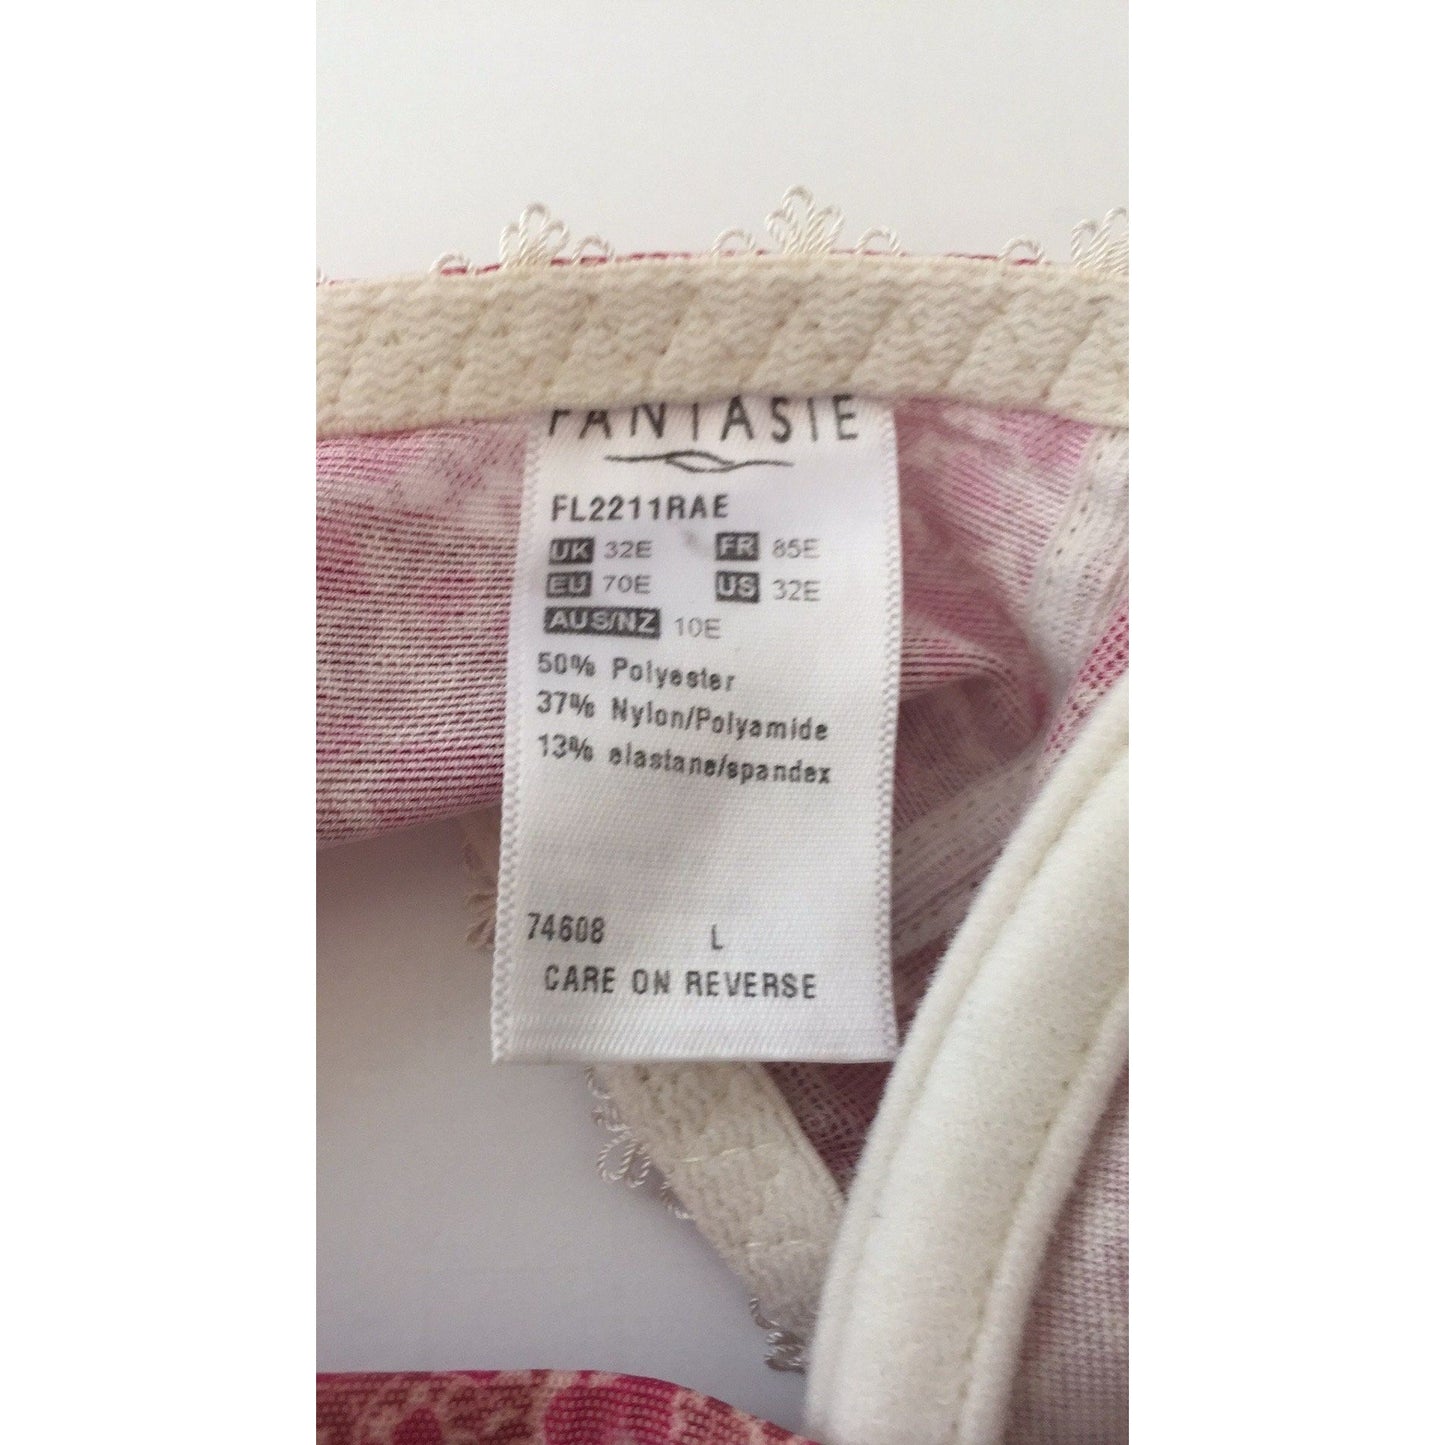 FANTASIE
FL2211RAE
UK 32E FR 85E
EU 70E US 32E
AUS/NZ 10E
50% Polyester
37% Nylon/Polyamide
13% elastane/spandex
74608 L
CARE ON REVERSE